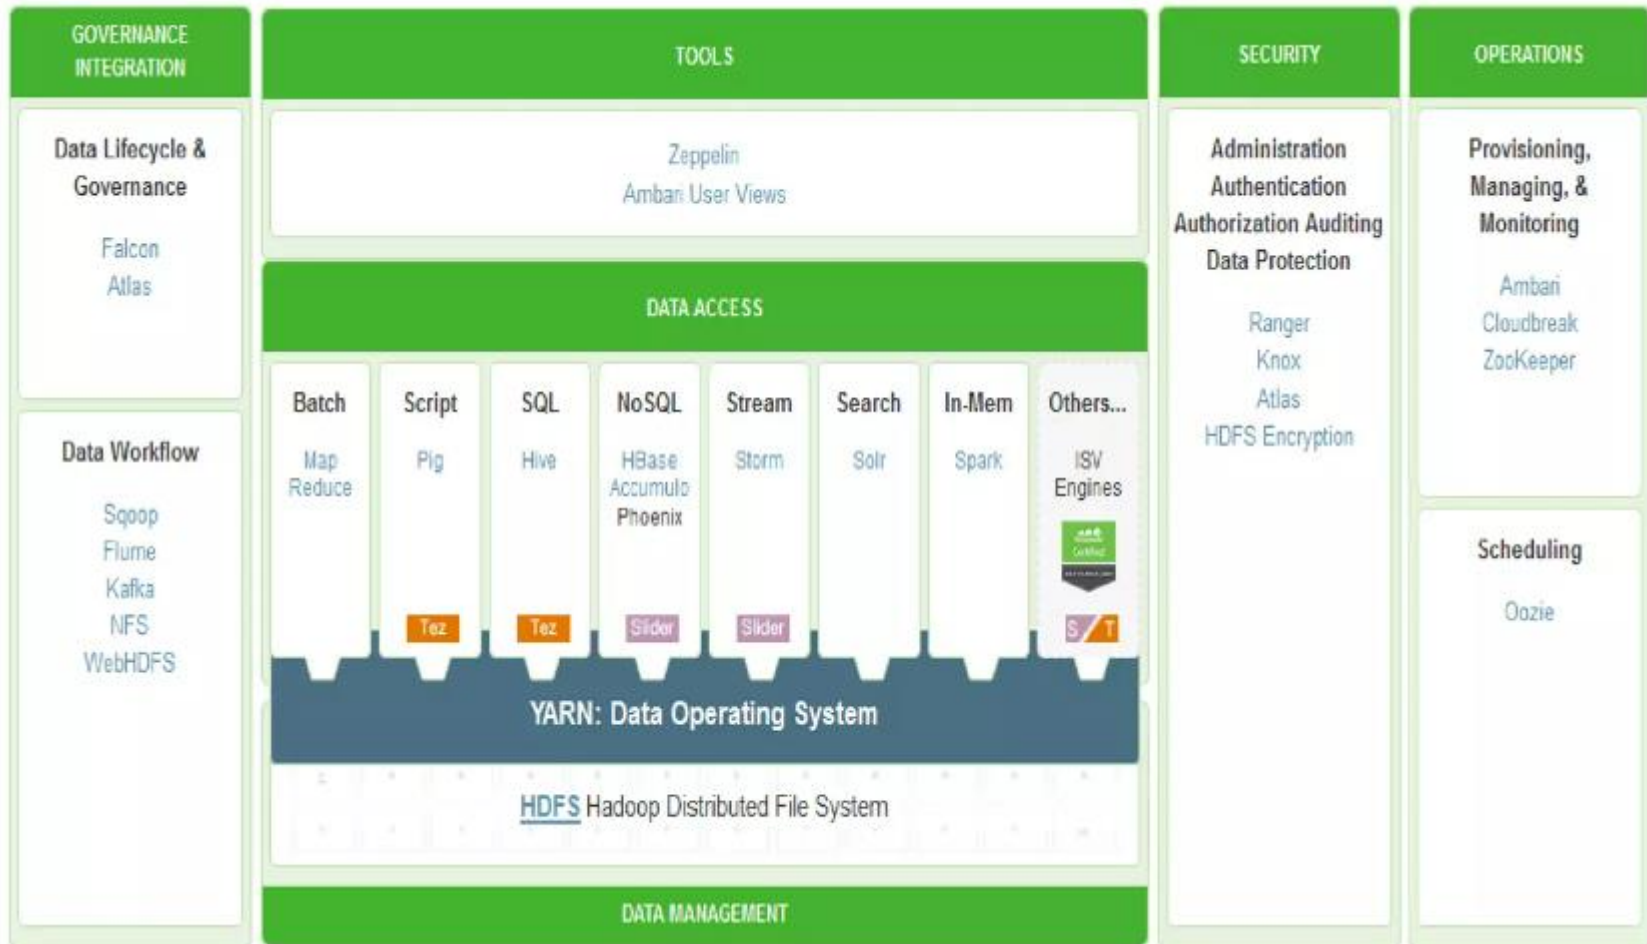 GOVERNANCE
INTEGRATION
Data Lifecycle &
Governance
Falcon
Atlas
Data Workflow
Sqoop
Flume
Kafka
NFS
WebHDFS
TOOLS
Zeppelin
Ambari User Views
DATA ACCESS
Batch
Map
Reduce
Script
Pig
Tez
SQL
Hive
Tez
NoSQL
HBase
Accumulo
Phoenix
Slider
Stream
Storm
Slider
Search
Solr
In-Mem
Spark
Others...
ISV
Engines
Certified
S/T
YARN: Data Operating System
HDFS Hadoop Distributed File System
DATA MANAGEMENT
SECURITY
Administration
Authentication
Authorization Auditing
Data Protection
Ranger
Knox
Atlas
HDFS Encryption
OPERATIONS
Provisioning,
Managing, &
Monitoring
Ambari
Cloudbreak
ZooKeeper
Scheduling
Oozie